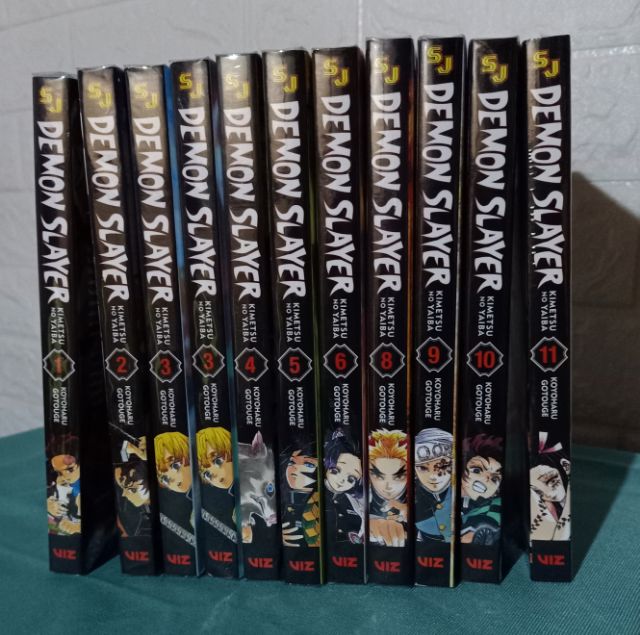 SJ
DEMON SLAYER
KIMETSU
NO YAIBA
1
KOYOHARU
GOTOUGE
VIZ
SJ
DEMON SLAYER
KIMETSU
NO YAIBA
2
KOYOHARU
GOTOUGE
VIZ
SJ
DEMON SLAYER
KIMETSU
NO YAIBA
3
KOYOHARU
GOTOUGE
VIZ
SJ
DEMON SLAYER
KIMETSU
NO YAIBA
3
KOYOHARU
GOTOUGE
VIZ
SJ
DEMON SLAYER
KIMETSU
NO YAIBA
4
KOYOHARU
GOTOUGE
VIZ
SJ
DEMON SLAYER
KIMETSU
NO YAIBA
5
KOYOHARU
GOTOUGE
VIZ
SJ
DEMON SLAYER
KIMETSU
NO YAIBA
6
KOYOHARU
GOTOUGE
VIZ
SJ
DEMON SLAYER
KIMETSU
NO YAIBA
8
KOYOHARU
GOTOUGE
VIZ
SJ
DEMON SLAYER
KIMETSU
NO YAIBA
9
KOYOHARU
GOTOUGE
VIZ
SJ
DEMON SLAYER
KIMETSU
NO YAIBA
10
KOYOHARU
GOTOUGE
VIZ
SJ
DEMON SLAYER
KIMETSU
NO YAIBA
11
KOYOHARU
GOTOUGE
VIZ